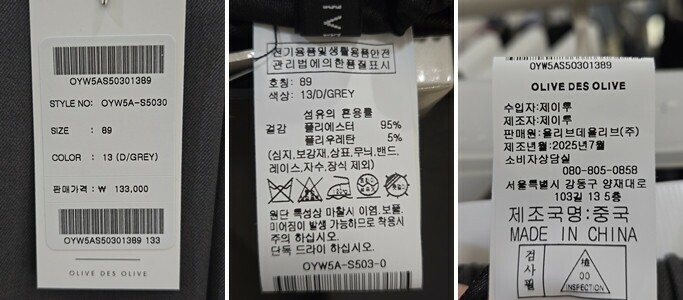 OYW5AS50301389
STYLE NO: OYW5A-S5030
SIZE : 89
COLOR : 13 (D/GREY)
판매가격 : ₩ 133,000
OYW5AS50301389 133
OLIVE DES OLIVE
전기용품및생활용품안전
관리법에의한품질표시
호칭: 89
색상: 13/D/GREY
섬유의 혼용률
겉감 폴리에스터 95%
폴리우레탄 5%
(심지,보강재,상표,무늬,밴드,
레이스,자수,장식 제외)
원단 특성상 마찰시 이염,보풀,
미어짐이 발생 가능하므로 착용시
주의 하십시오.
단독 드라이 하십시오.
OYW5A-S503-0
OYW5AS50301389
OLIVE DES OLIVE
수입자:제이투
제조자:제이투
판매원:올리브데올리브(주)
제조년월:2025년7월
소비자상담실
080-805-0858
서울특별시 강동구 양재대로
103길 13 5층
제조국명:중국
MADE IN CHINA
검사필
00
INSPECTION